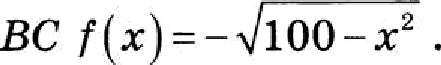 BC f(x) = -√(100 - x²) .